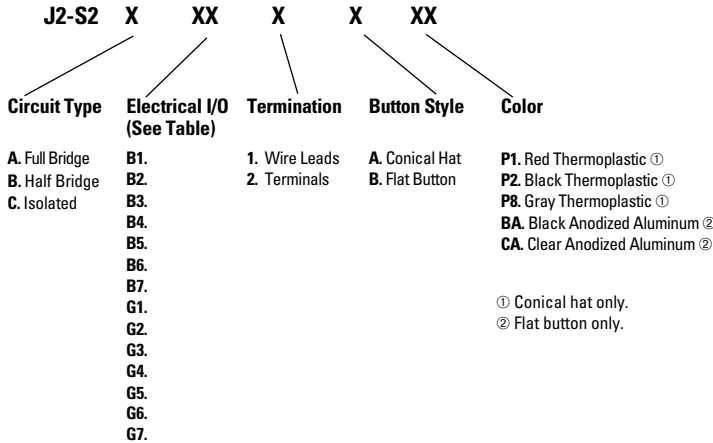 J2-S2 X XX X X XX
Circuit Type
A. Full Bridge
B. Half Bridge
C. Isolated
Electrical I/O
(See Table)
B1.
B2.
B3.
B4.
B5.
B6.
B7.
G1.
G2.
G3.
G4.
G5.
G6.
G7.
Termination
1. Wire Leads
2. Terminals
Button Style
A. Conical Hat
B. Flat Button
Color
P1. Red Thermoplastic ①
P2. Black Thermoplastic ①
P8. Gray Thermoplastic ①
BA. Black Anodized Aluminum ②
CA. Clear Anodized Aluminum ②
① Conical hat only.
② Flat button only.